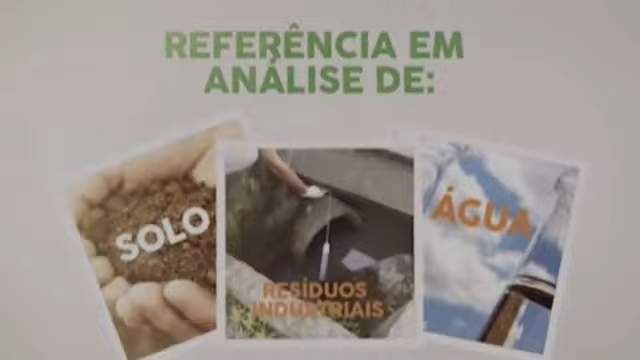 REFERÊNCIA EM
ANÁLISE DE:
SOLO
RESÍDUOS
INDUSTRIAIS
ÁGUA